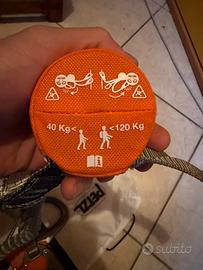 40 Kg< <120 Kg
PETZL
subito